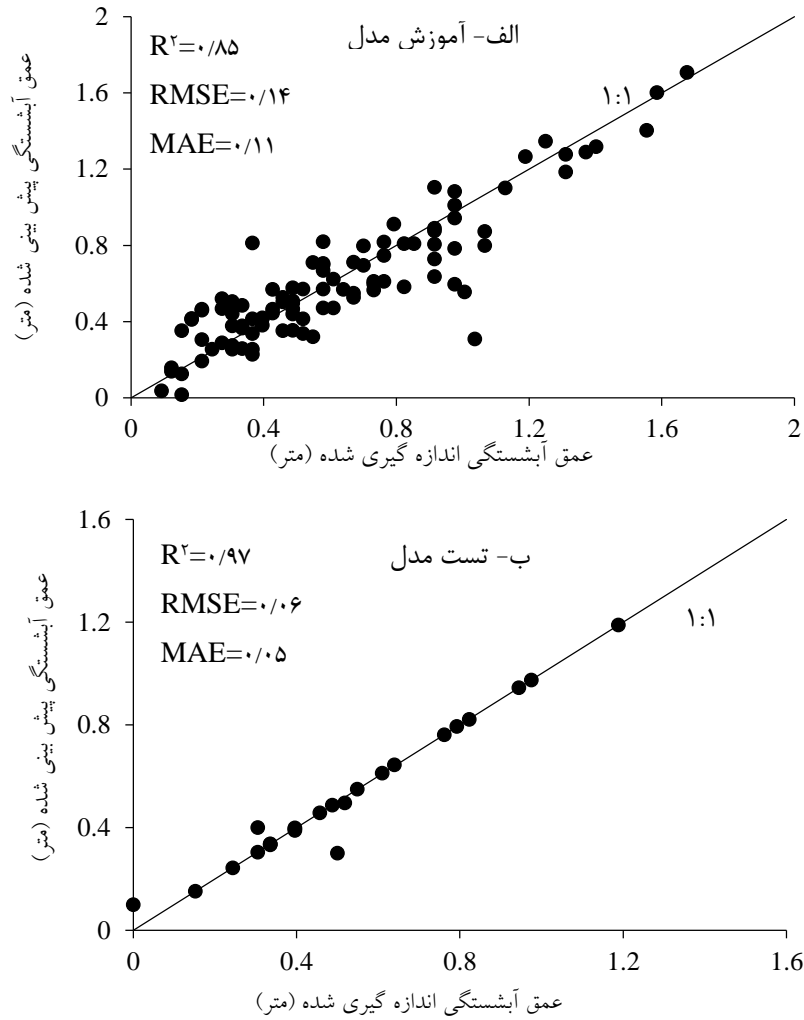 الف- آموزش مدل
R²=۰/۸۵
RMSE=۰/۱۴
MAE=۰/۱۱
۱:۱
عمق آبشستگی پیش بینی شده (متر)
2
1.6
1.2
0.8
0.4
0
0 0.4 0.8 1.2 1.6 2
عمق آبشستگی اندازه گیری شده (متر)
ب- تست مدل
R²=۰/۹۷
RMSE=۰/۰۶
MAE=۰/۰۵
۱:۱
عمق آبشستگی پیش بینی شده (متر)
1.6
1.2
0.8
0.4
0
0 0.4 0.8 1.2 1.6
عمق آبشستگی اندازه گیری شده (متر)